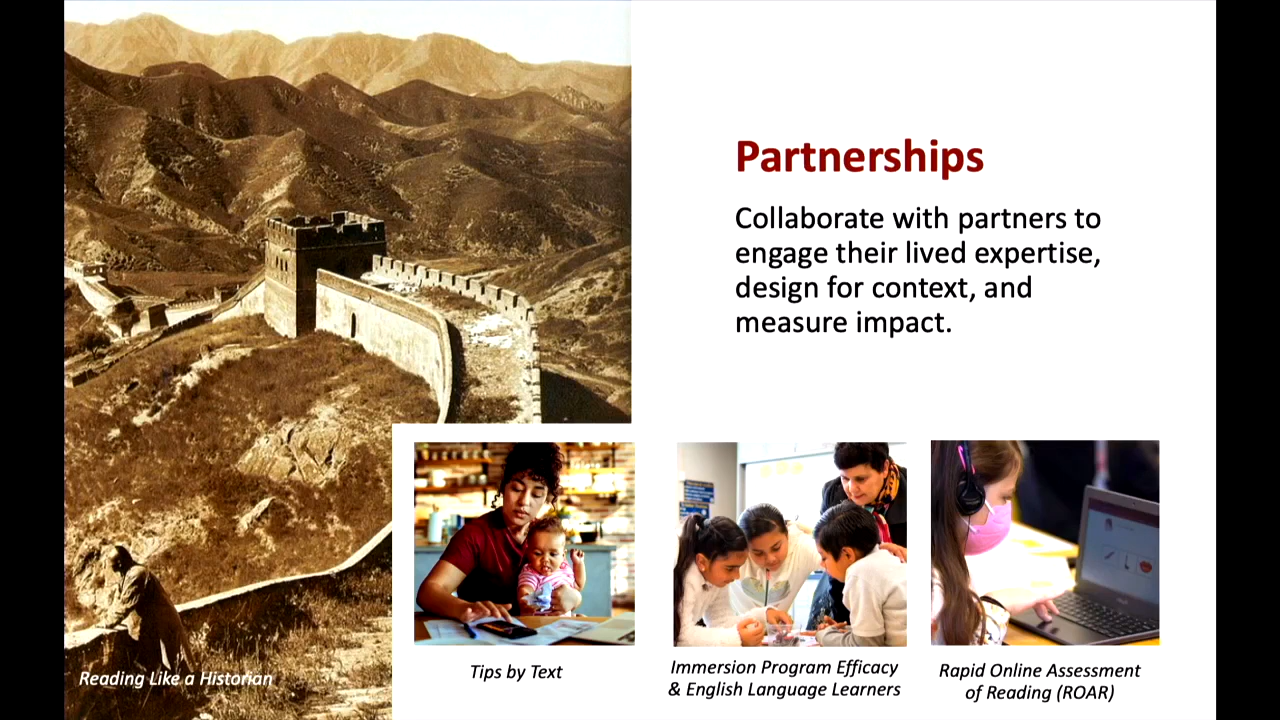 Partnerships
Collaborate with partners to
engage their lived expertise,
design for context, and
measure impact.
Reading Like a Historian
Tips by Text
Immersion Program Efficacy
& English Language Learners
Rapid Online Assessment
of Reading (ROAR)